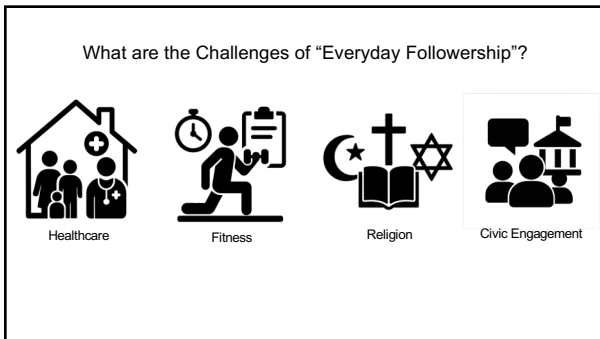 What are the Challenges of “Everyday Followership”?
Healthcare
Fitness
Religion
Civic Engagement